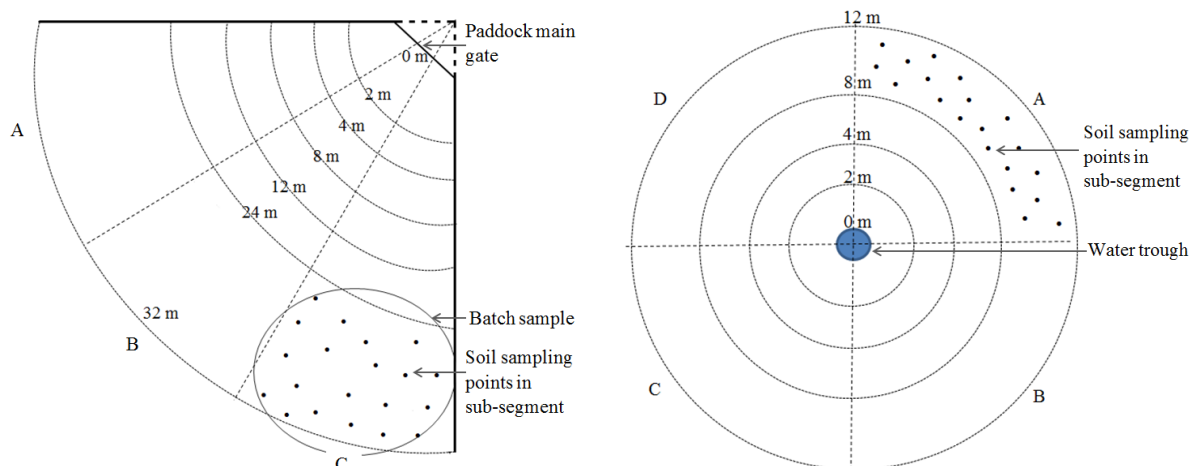 Paddock main
gate
0 m
2 m
4 m
8 m
12 m
24 m
32 m
A
B
C
Batch sample
Soil sampling
points in
sub-segment
12 m
8 m
4 m
2 m
0 m
D
A
C
B
Soil sampling
points in
sub-segment
Water trough